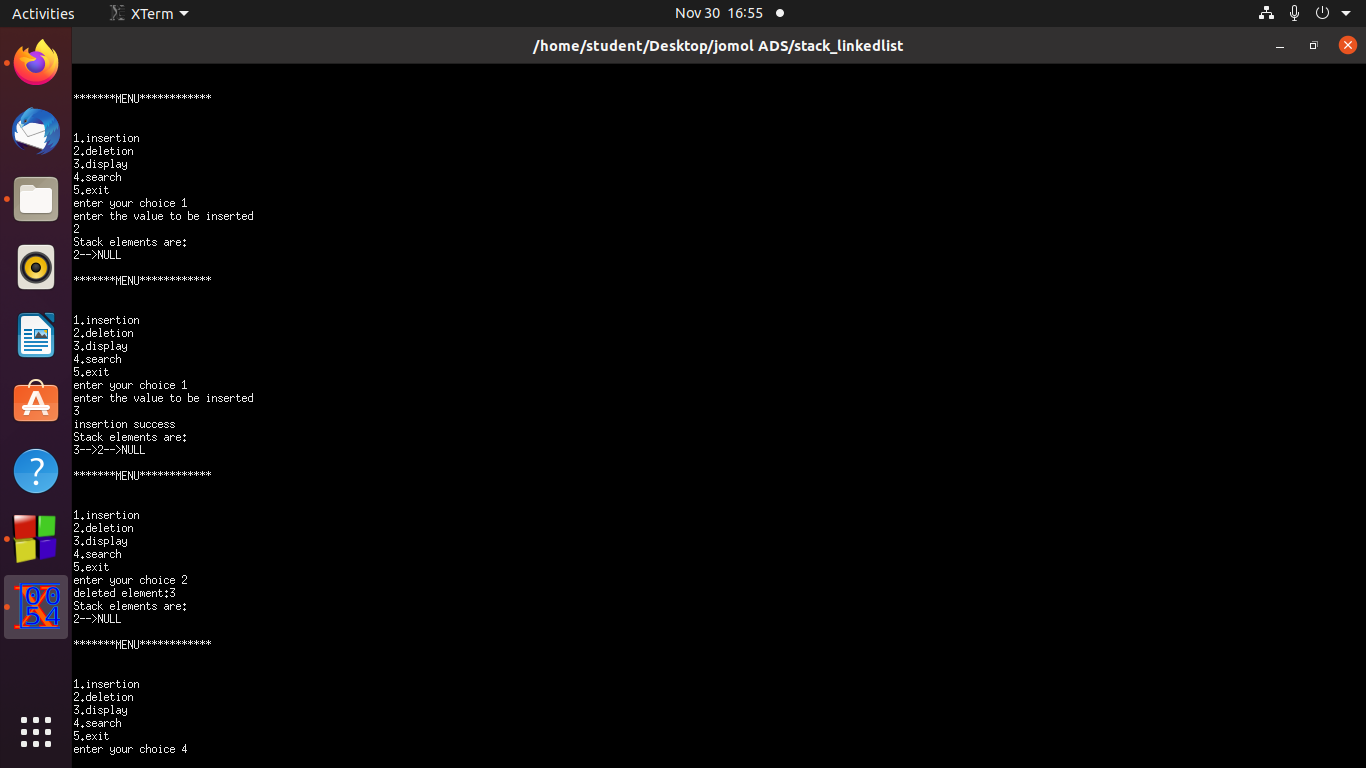 Activities XTerm Nov 30 16:55
/home/student/Desktop/jomol ADS/stack_linkedlist
*******MENU************
1.insertion
2.deletion
3.display
4.search
5.exit
enter your choice 1
enter the value to be inserted
2
Stack elements are:
2-->NULL
*******MENU************
1.insertion
2.deletion
3.display
4.search
5.exit
enter your choice 1
enter the value to be inserted
3
insertion success
Stack elements are:
3-->2-->NULL
*******MENU************
1.insertion
2.deletion
3.display
4.search
5.exit
enter your choice 2
deleted element:3
Stack elements are:
2-->NULL
*******MENU************
1.insertion
2.deletion
3.display
4.search
5.exit
enter your choice 4